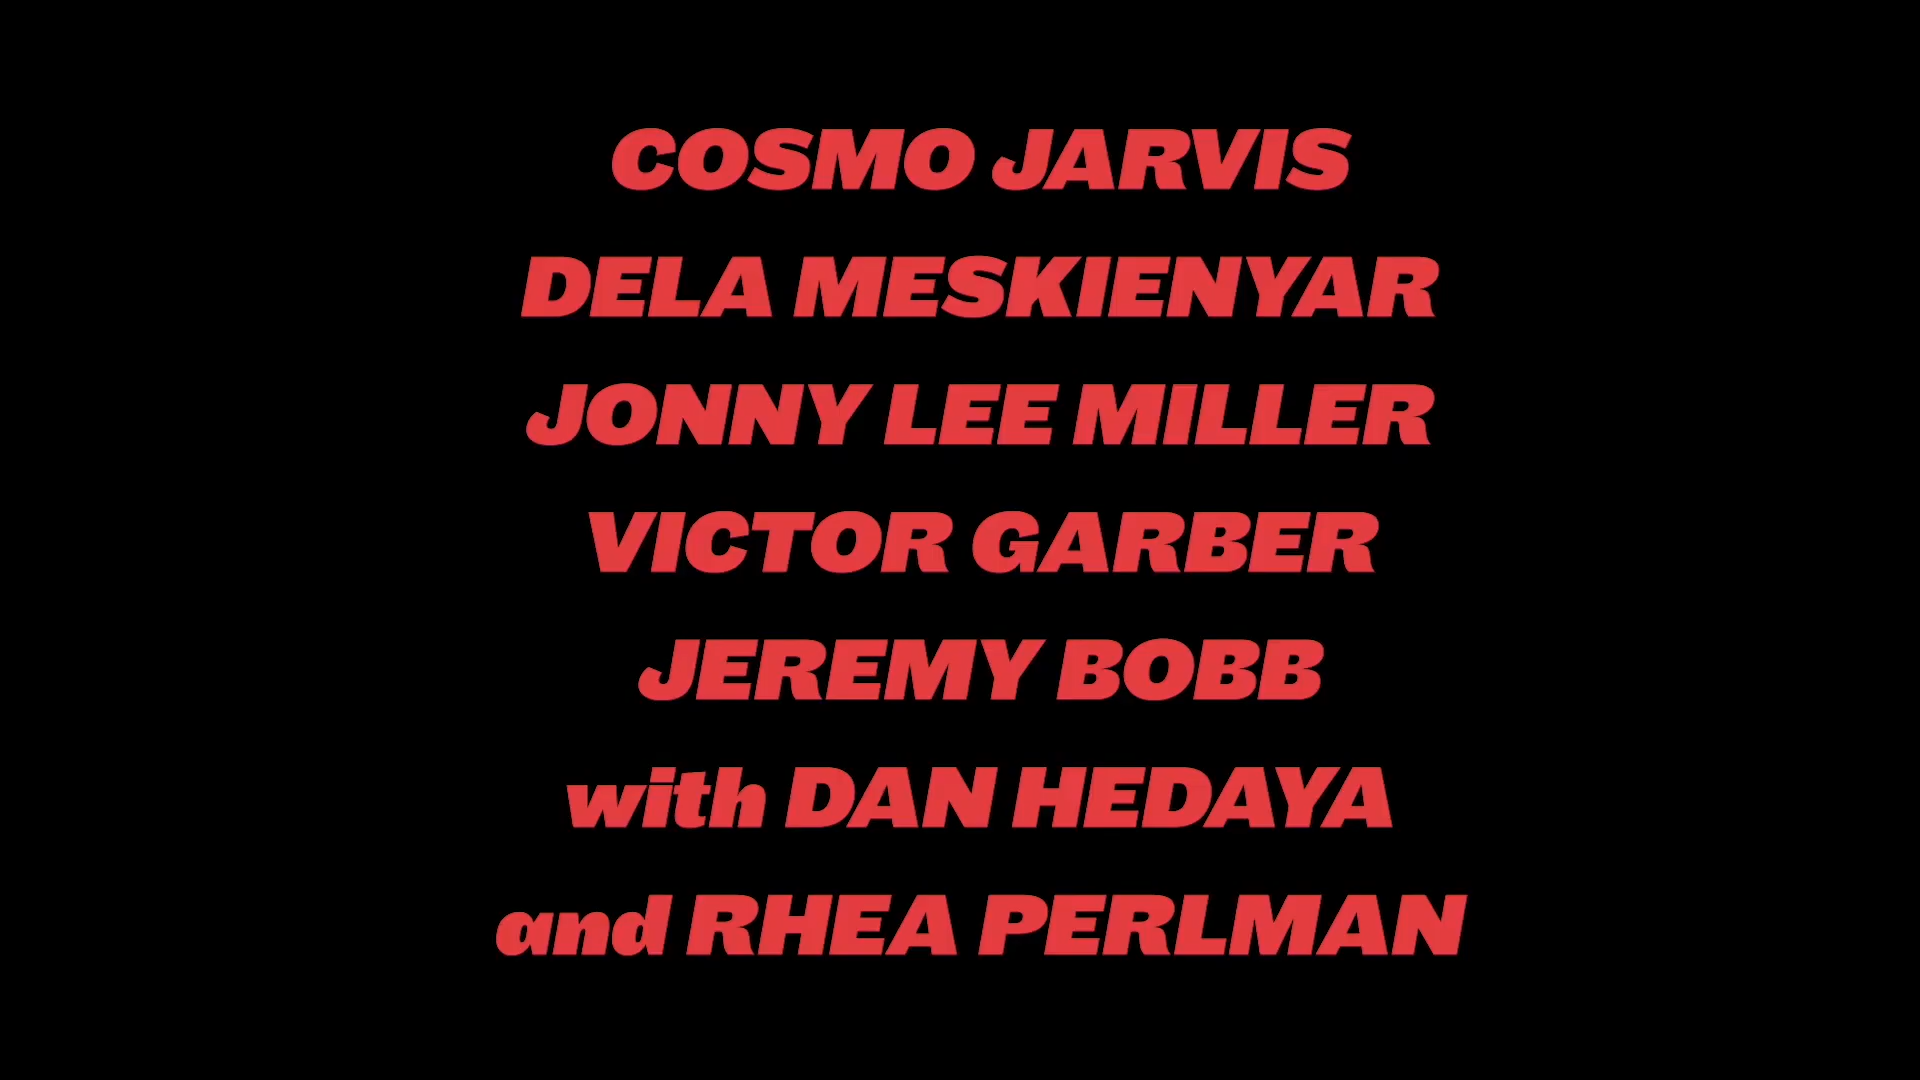 COSMO JARVIS
DELA MESKIENYAR
JONNY LEE MILLER
VICTOR GARBER
JEREMY BOBB
with DAN HEDAYA
and RHEA PERLMAN